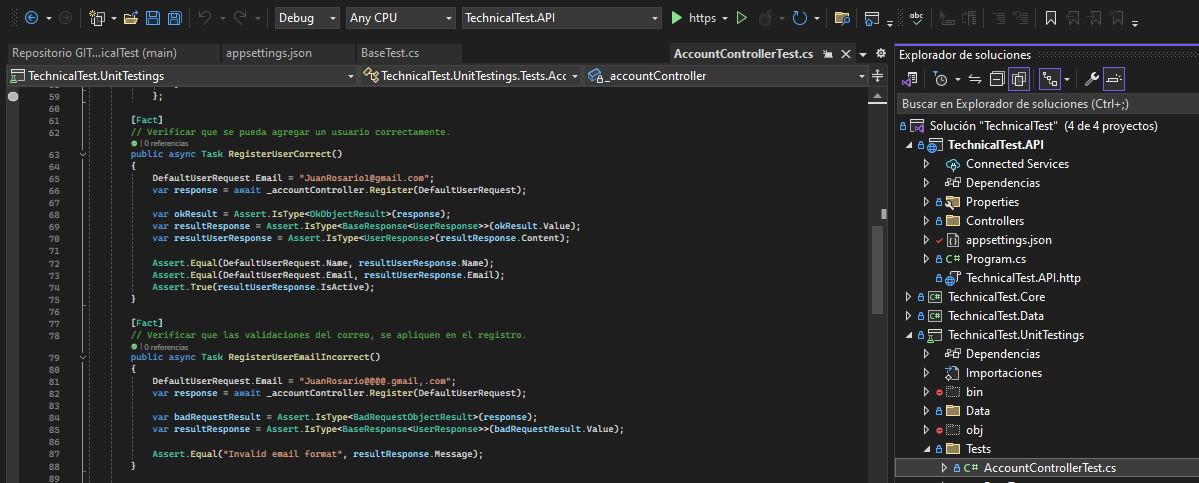 Debug
Any CPU
TechnicalTest.API
https
Repositorio GIT...icalTest (main)
appsettings.json
BaseTest.cs
AccountControllerTest.cs
TechnicalTest.UnitTestings
TechnicalTest.UnitTestings.Tests.Acc
_accountController
59 };
60
61 [Fact]
62 // Verificar que se pueda agregar un usuario correctamente.
| 0 referencias
63 public async Task RegisterUserCorrect()
64 {
65 DefaultUserRequest.Email = "JuanRosario1@gmail.com";
66 var response = await _accountController.Register(DefaultUserRequest);
67
68 var okResult = Assert.IsType<OkObjectResult>(response);
69 var resultResponse = Assert.IsType<BaseResponse<UserResponse>>(okResult.Value);
70 var resultUserResponse = Assert.IsType<UserResponse>(resultResponse.Content);
71
72 Assert.Equal(DefaultUserRequest.Name, resultUserResponse.Name);
73 Assert.Equal(DefaultUserRequest.Email, resultUserResponse.Email);
74 Assert.True(resultUserResponse.IsActive);
75 }
76
77 [Fact]
78 // Verificar que las validaciones del correo, se apliquen en el registro.
| 0 referencias
79 public async Task RegisterUserEmailIncorrect()
80 {
81 DefaultUserRequest.Email = "JuanRosario@@@@.gmail,.com";
82 var response = await _accountController.Register(DefaultUserRequest);
83
84 var badRequestResult = Assert.IsType<BadRequestObjectResult>(response);
85 var resultResponse = Assert.IsType<BaseResponse<UserResponse>>(badRequestResult.Value);
86
87 Assert.Equal("Invalid email format", resultResponse.Message);
88 }
89
Explorador de soluciones
Buscar en Explorador de soluciones (Ctrl+;)
Solución "TechnicalTest" (4 de 4 proyectos)
TechnicalTest.API
Connected Services
Dependencias
Properties
Controllers
appsettings.json
C# Program.cs
TechnicalTest.API.http
C# TechnicalTest.Core
C# TechnicalTest.Data
TechnicalTest.UnitTestings
Dependencias
Importaciones
bin
Data
obj
Tests
C# AccountControllerTest.cs